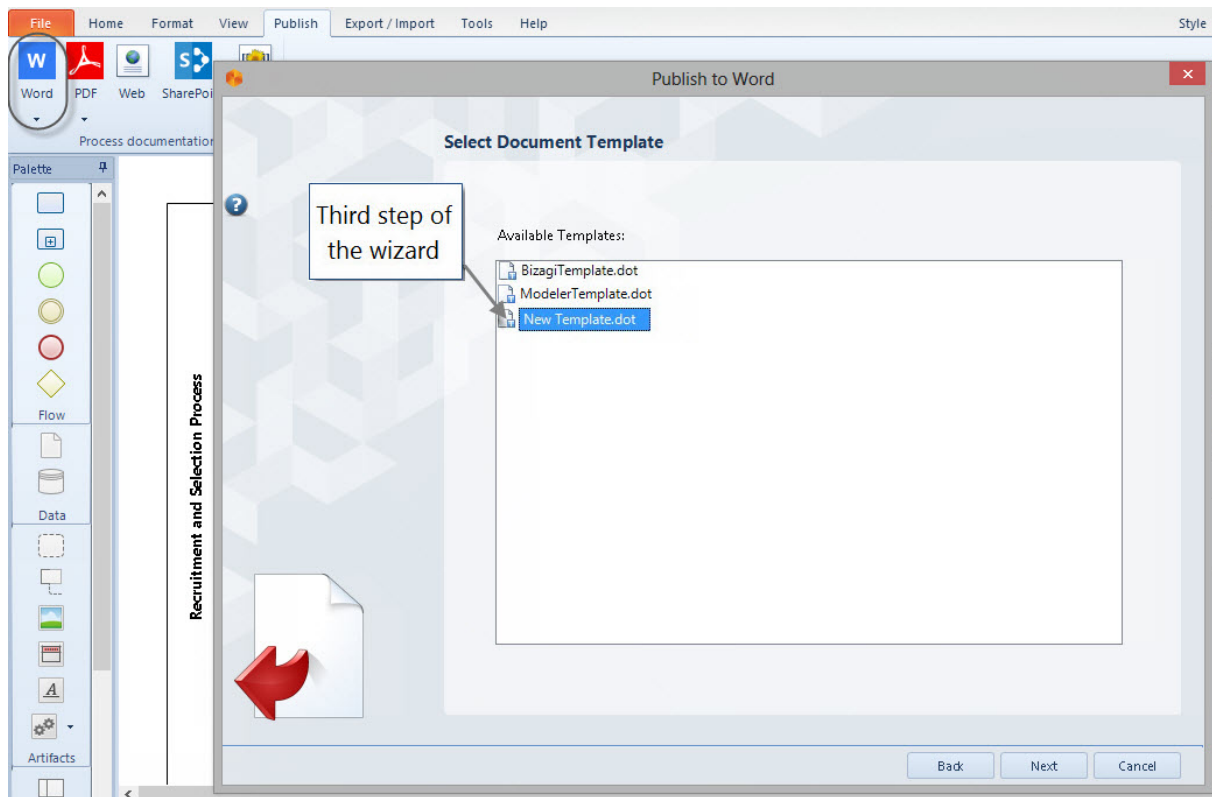 File Home Format View Publish Export / Import Tools Help Style
W S
Word PDF Web SharePoi
Process documentation
Publish to Word
Palette
Select Document Template
?
Third step of
the wizard
Available Templates:
BizagiTemplate.dot
ModelerTemplate.dot
New Template.dot
Flow
Data
A
Artifacts
Recruitment and Selection Process
Back Next Cancel